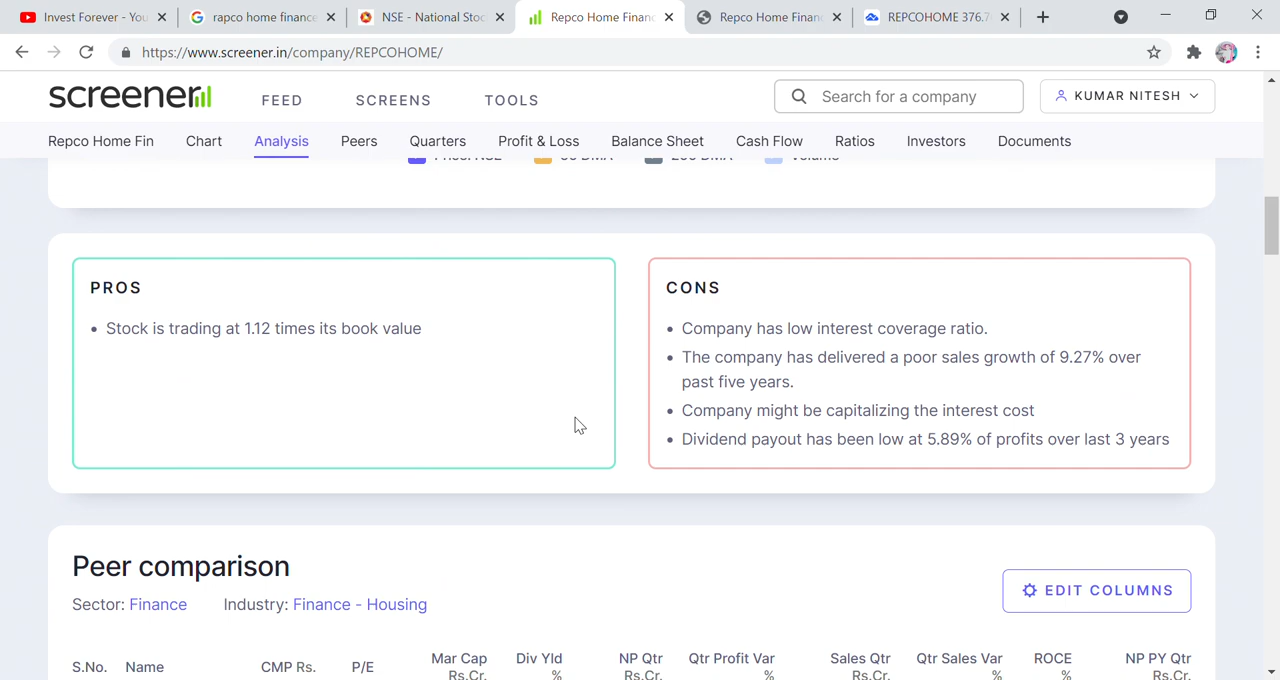 Invest Forever - You
rapco home finance
NSE - National Stoc
Repco Home Financ
Repco Home Financ
REPCOHOME 376.7
https://www.screener.in/company/REPCOHOME/
screener
FEED
SCREENS
TOOLS
Search for a company
KUMAR NITESH
Repco Home Fin
Chart
Analysis
Peers
Quarters
Profit & Loss
Balance Sheet
Cash Flow
Ratios
Investors
Documents
PROS
Stock is trading at 1.12 times its book value
CONS
Company has low interest coverage ratio.
The company has delivered a poor sales growth of 9.27% over
past five years.
Company might be capitalizing the interest cost
Dividend payout has been low at 5.89% of profits over last 3 years
Peer comparison
Sector: Finance
Industry: Finance - Housing
EDIT COLUMNS
S.No.
Name
CMP Rs.
P/E
Mar Cap
Rs.Cr.
Div Yld
%
NP Qtr
Rs.Cr.
Qtr Profit Var
%
Sales Qtr
Rs.Cr.
Qtr Sales Var
%
ROCE
%
NP PY Qtr
Rs.Cr.